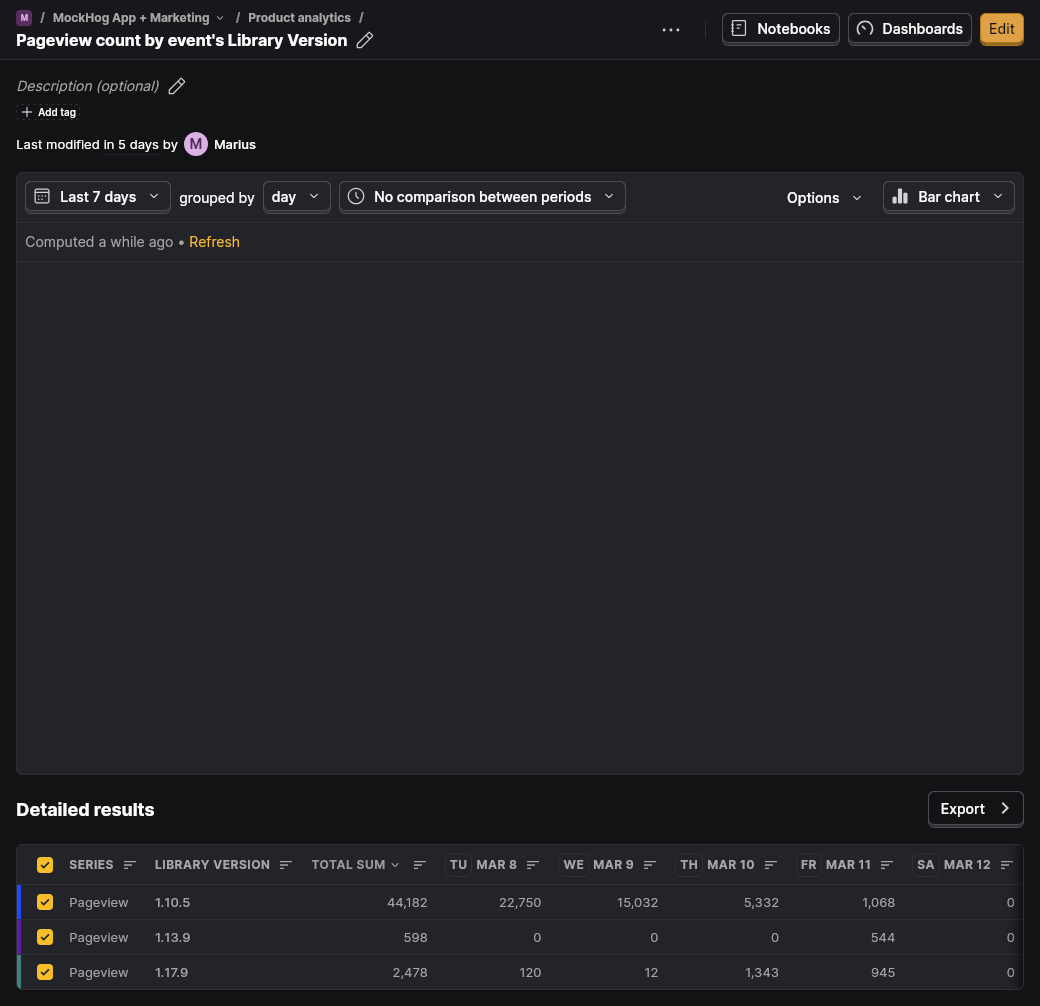 M / MockHog App + Marketing / Product analytics /
Pageview count by event's Library Version
Notebooks
Dashboards
Edit
Description (optional)
Add tag
Last modified in 5 days by M Marius
Last 7 days grouped by day No comparison between periods Options Bar chart
Computed a while ago • Refresh
Detailed results
Export
SERIES LIBRARY VERSION TOTAL SUM TU MAR 8 WE MAR 9 TH MAR 10 FR MAR 11 SA MAR 12
Pageview 1.10.5 44,182 22,750 15,032 5,332 1,068 0
Pageview 1.13.9 598 0 0 0 544 0
Pageview 1.17.9 2,478 120 12 1,343 945 0